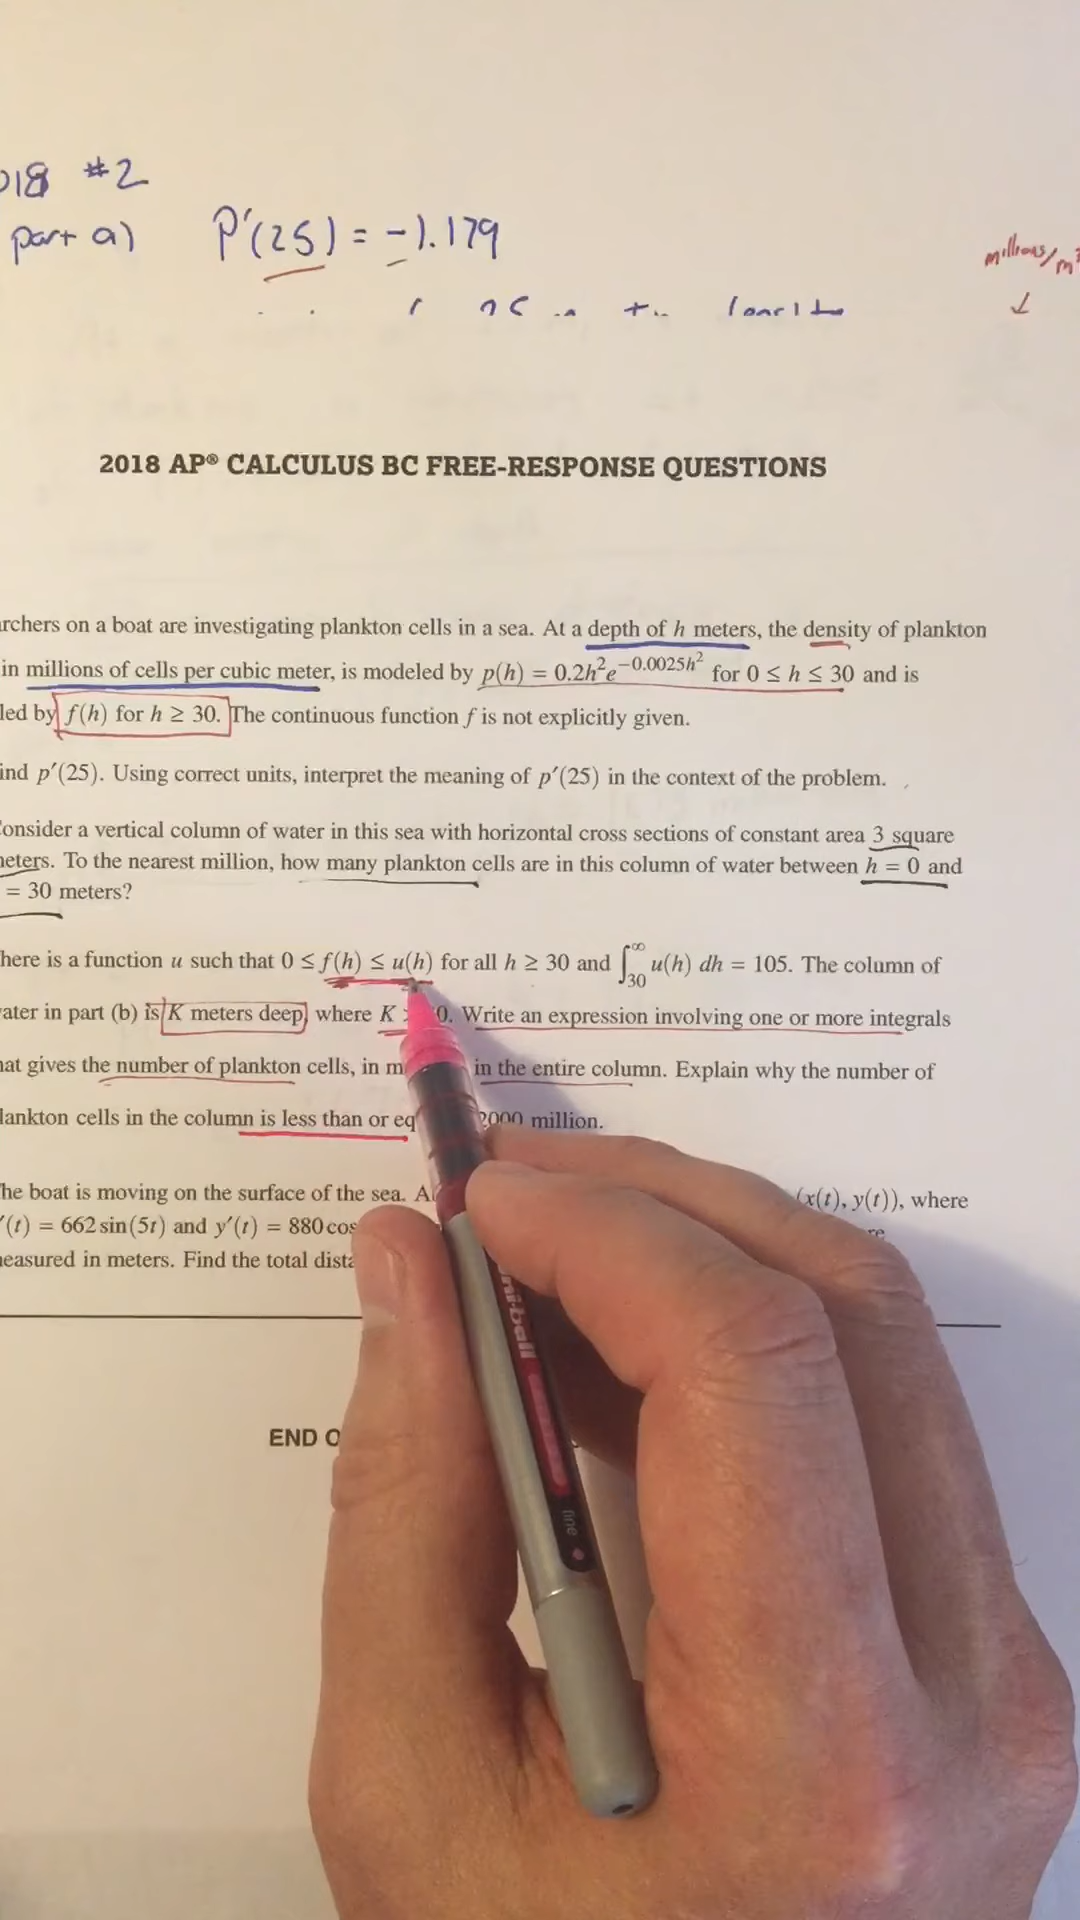 018 #2
part a) P'(25) = -1.179
millions/m³
2018 AP® CALCULUS BC FREE-RESPONSE QUESTIONS
rchers on a boat are investigating plankton cells in a sea. At a depth of h meters, the density of plankton
in millions of cells per cubic meter, is modeled by p(h) = 0.2h²e^{-0.0025h²} for 0 ≤ h ≤ 30 and is
led by f(h) for h ≥ 30. The continuous function f is not explicitly given.
ind p′(25). Using correct units, interpret the meaning of p′(25) in the context of the problem.
onsider a vertical column of water in this sea with horizontal cross sections of constant area 3 square
eters. To the nearest million, how many plankton cells are in this column of water between h = 0 and
= 30 meters?
here is a function u such that 0 ≤ f(h) ≤ u(h) for all h ≥ 30 and ∫_{30}^{∞} u(h) dh = 105. The column of
ater in part (b) is K meters deep, where K > 0. Write an expression involving one or more integrals
hat gives the number of plankton cells, in m in the entire column. Explain why the number of
lankton cells in the column is less than or eq 2000 million.
he boat is moving on the surface of the sea. A (x(t), y(t)), where
′(t) = 662 sin(5t) and y′(t) = 880 cos
easured in meters. Find the total dista
END O
uni-ball
fine